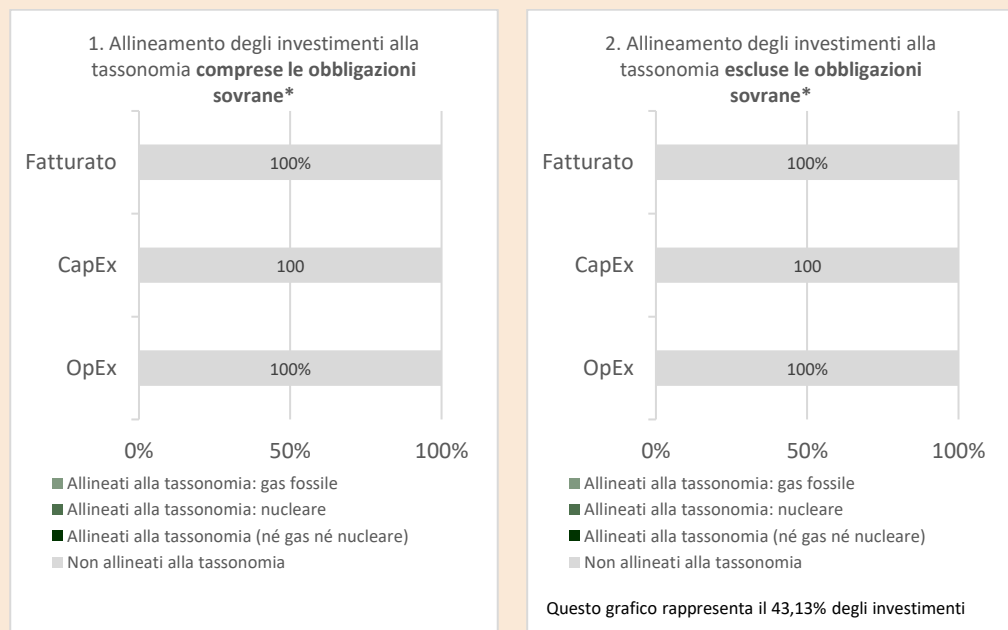 1. Allineamento degli investimenti alla
tassonomia comprese le obbligazioni
sovrane*
Fatturato
100%
CapEx
100
OpEx
100%
0% 50% 100%
Allineati alla tassonomia: gas fossile
Allineati alla tassonomia: nucleare
Allineati alla tassonomia (né gas né nucleare)
Non allineati alla tassonomia
2. Allineamento degli investimenti alla
tassonomia escluse le obbligazioni
sovrane*
Fatturato
100%
CapEx
100
OpEx
100%
0% 50% 100%
Allineati alla tassonomia: gas fossile
Allineati alla tassonomia: nucleare
Allineati alla tassonomia (né gas né nucleare)
Non allineati alla tassonomia
Questo grafico rappresenta il 43,13% degli investimenti